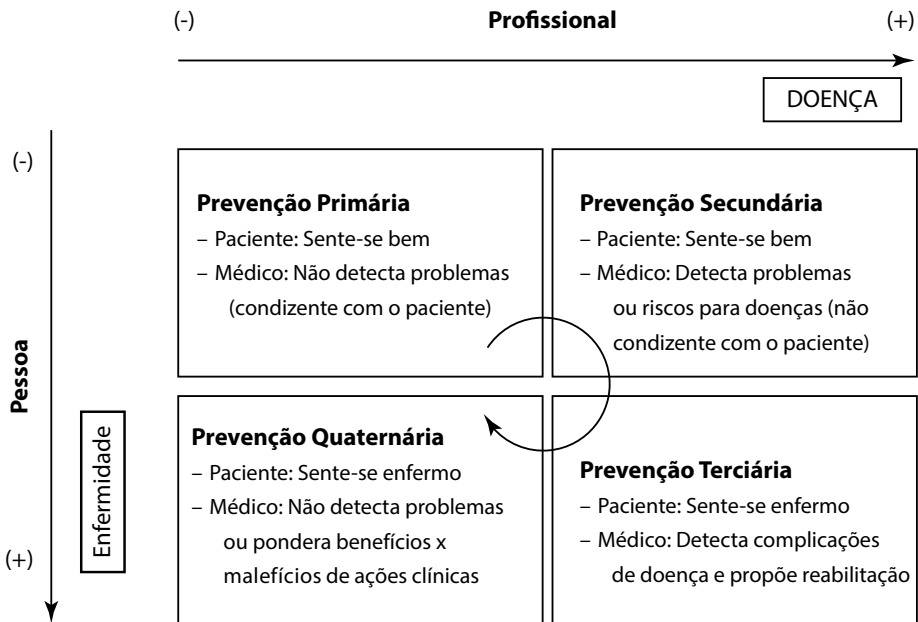 (-) Profissional (+)
DOENÇA
(-)
Pessoa
Enfermidade
(+)
Prevenção Primária
– Paciente: Sente-se bem
– Médico: Não detecta problemas
(condizente com o paciente)
Prevenção Secundária
– Paciente: Sente-se bem
– Médico: Detecta problemas
ou riscos para doenças (não
condizente com o paciente)
Prevenção Quaternária
– Paciente: Sente-se enfermo
– Médico: Não detecta problemas
ou pondera benefícios x
malefícios de ações clínicas
Prevenção Terciária
– Paciente: Sente-se enfermo
– Médico: Detecta complicações
de doença e propõe reabilitação